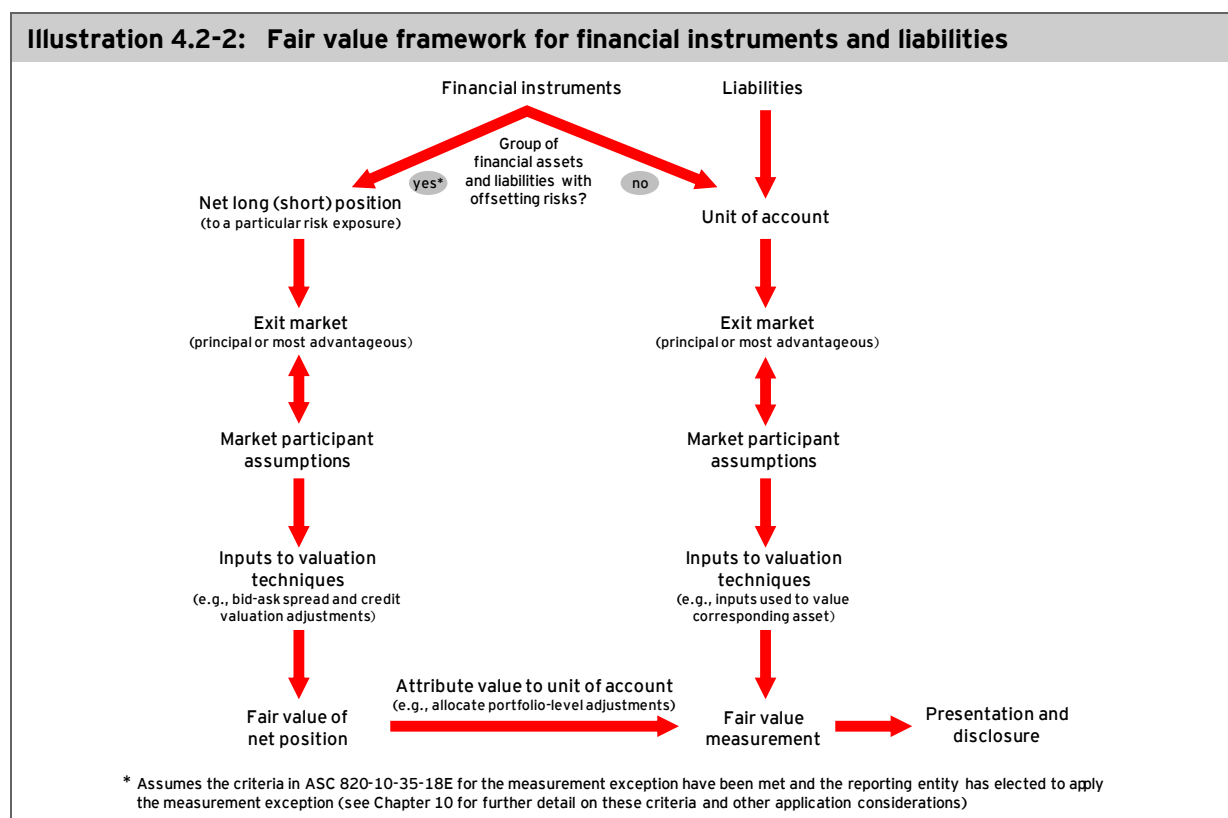 Illustration 4.2-2: Fair value framework for financial instruments and liabilities
Financial instruments
Liabilities
Group of
financial assets
and liabilities with
offsetting risks?
yes*
no
Net long (short) position
(to a particular risk exposure)
Unit of account
Exit market
(principal or most advantageous)
Exit market
(principal or most advantageous)
Market participant
assumptions
Market participant
assumptions
Inputs to valuation
techniques
(e.g., bid-ask spread and credit
valuation adjustments)
Inputs to valuation
techniques
(e.g., inputs used to value
corresponding asset)
Attribute value to unit of account
(e.g., allocate portfolio-level adjustments)
Fair value of
net position
Fair value
measurement
Presentation and
disclosure
* Assumes the criteria in ASC 820-10-35-18E for the measurement exception have been met and the reporting entity has elected to apply
the measurement exception (see Chapter 10 for further detail on these criteria and other application considerations)